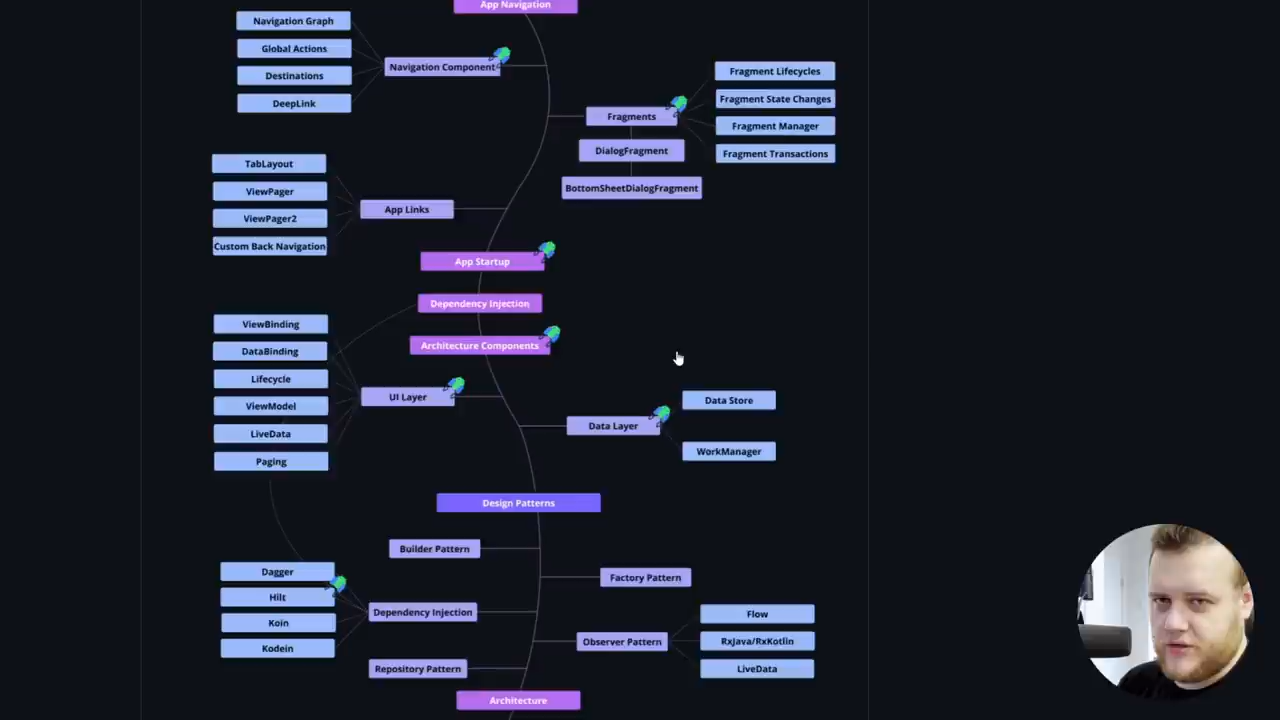 App Navigation
Navigation Graph
Global Actions
Destinations
DeepLink
Navigation Component
Fragments
DialogFragment
BottomSheetDialogFragment
Fragment Lifecycles
Fragment State Changes
Fragment Manager
Fragment Transactions
TabLayout
ViewPager
ViewPager2
Custom Back Navigation
App Links
App Startup
Dependency Injection
Architecture Components
ViewBinding
DataBinding
Lifecycle
ViewModel
LiveData
Paging
UI Layer
Data Layer
Data Store
WorkManager
Design Patterns
Builder Pattern
Factory Pattern
Dagger
Hilt
Koin
Kodein
Dependency Injection
Observer Pattern
Flow
RxJava/RxKotlin
LiveData
Repository Pattern
Architecture